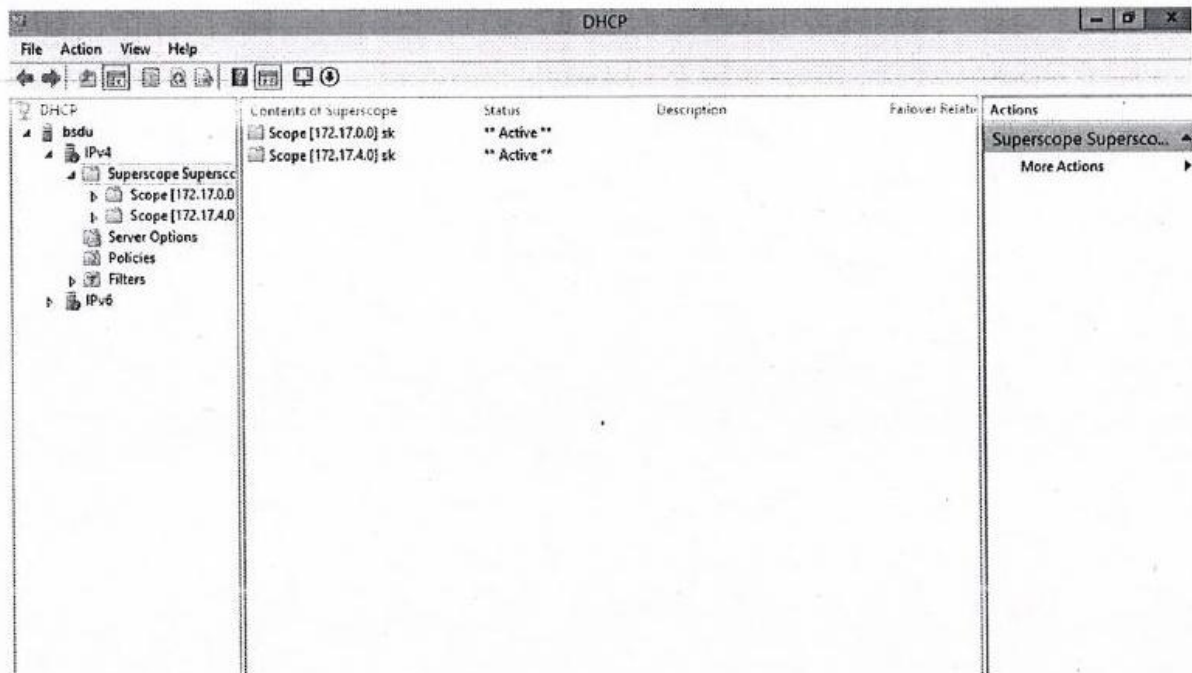 DHCP
File Action View Help
DHCP
bsdu
IPv4
Superscope Superscc
Scope [172.17.0.0
Scope [172.17.4.0
Server Options
Policies
Filters
IPv6
Contents of Superscope Status Description Failover Relatu
Scope [172.17.0.0] sk ** Active **
Scope [172.17.4.0] sk ** Active **
Actions
Superscope Supersco...
More Actions